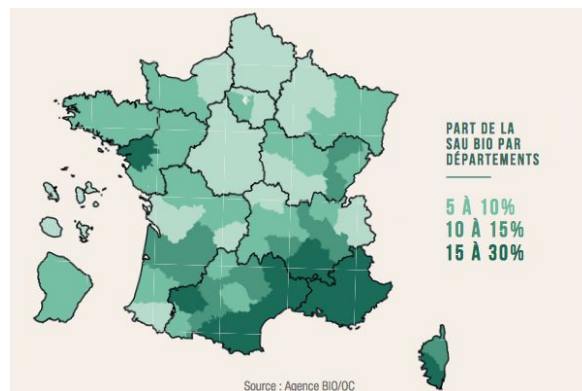 PART DE LA
SAU BIO PAR
DÉPARTEMENTS
5 À 10%
10 À 15%
15 À 30%
Source : Agence BIO/OC